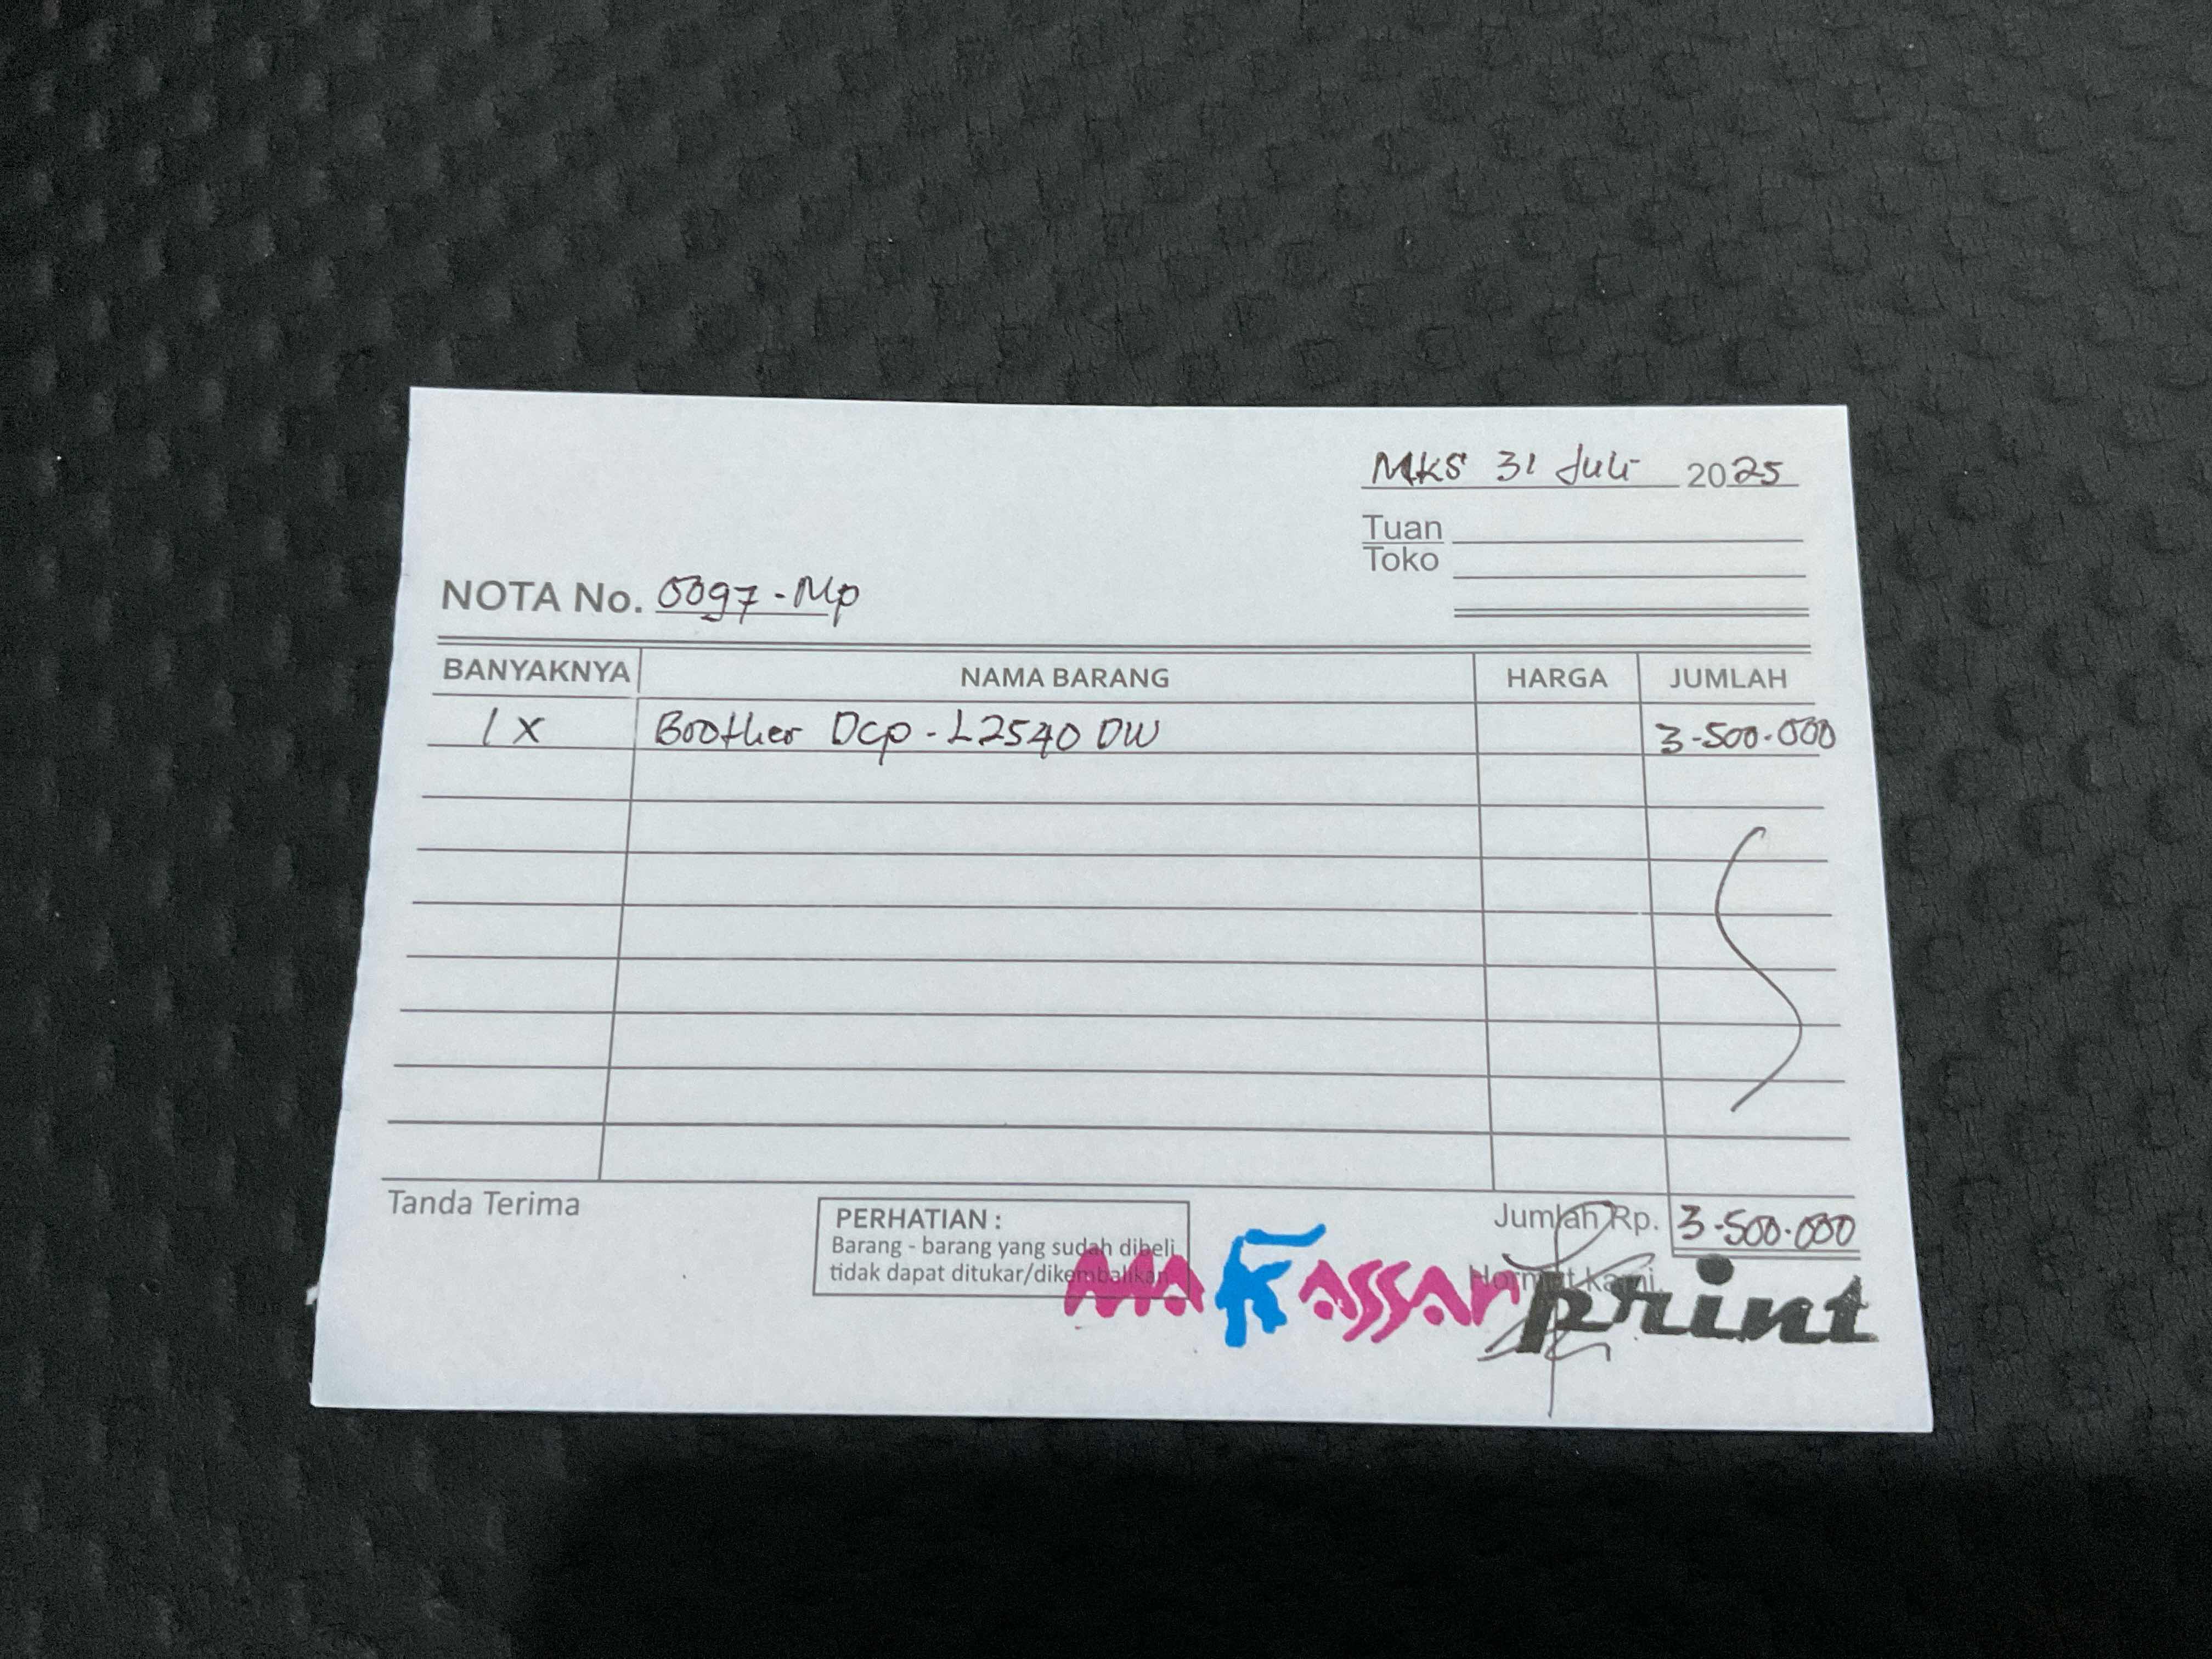 MKS 31 Juli 2025
Tuan
Toko
NOTA No. 0097-Mp
BANYAKNYA NAMA BARANG HARGA JUMLAH
1 X Brother Dcp-L2540 DW 3-500.000
Tanda Terima
PERHATIAN :
Barang - barang yang sudah dibeli
tidak dapat ditukar/dikembalikan
Jumlah Rp. 3-500.000
Hormat kami
MAKASSAR print